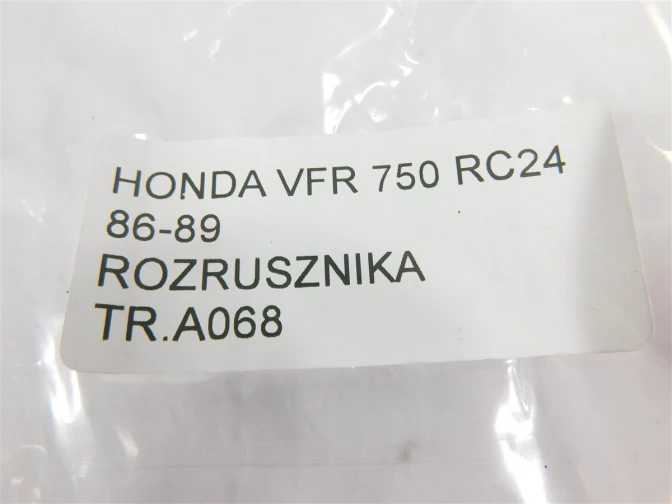 HONDA VFR 750 RC24
86-89
ROZRUSZNIKA
TR.A068